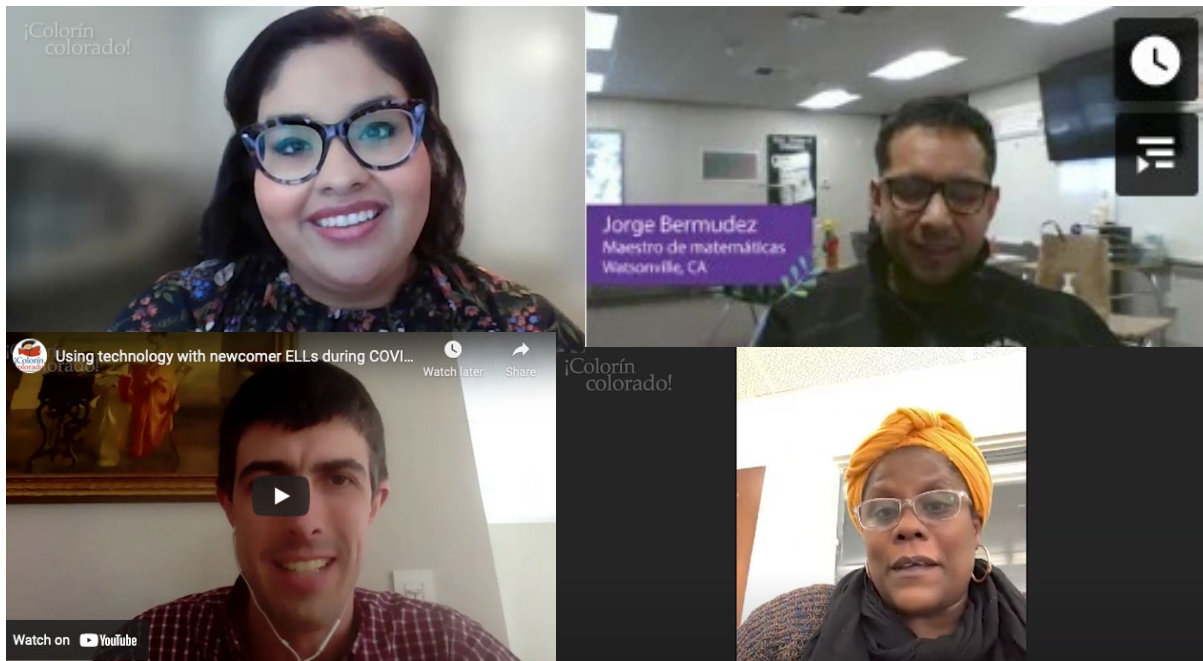 ¡Colorín
colorado!
Jorge Bermudez
Maestro de matemáticas
Watsonville, CA
Using technology with newcomer ELLs during COVI...
Watch later
Share
Watch on YouTube
¡Colorín
colorado!